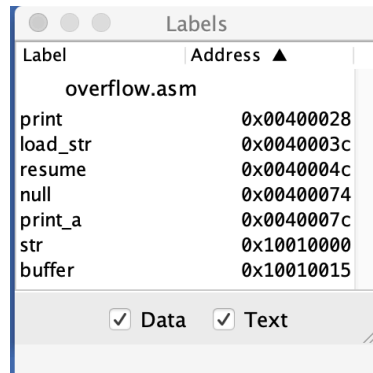 Labels
Label Address ▲
overflow.asm
print 0x00400028
load_str 0x0040003c
resume 0x0040004c
null 0x00400074
print_a 0x0040007c
str 0x10010000
buffer 0x10010015
Data Text